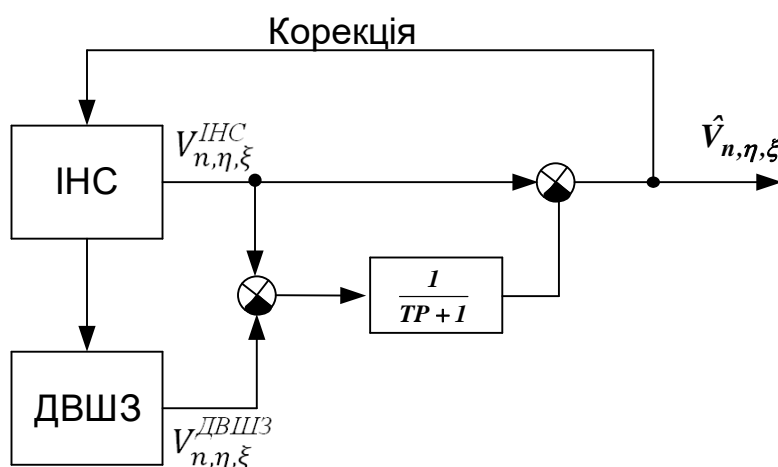 Корекція
V^{ІНС}_{n,η,ξ}
V̂_{n,η,ξ}
ІНС
1
TP + 1
ДВШЗ
V^{ДВШЗ}_{n,η,ξ}